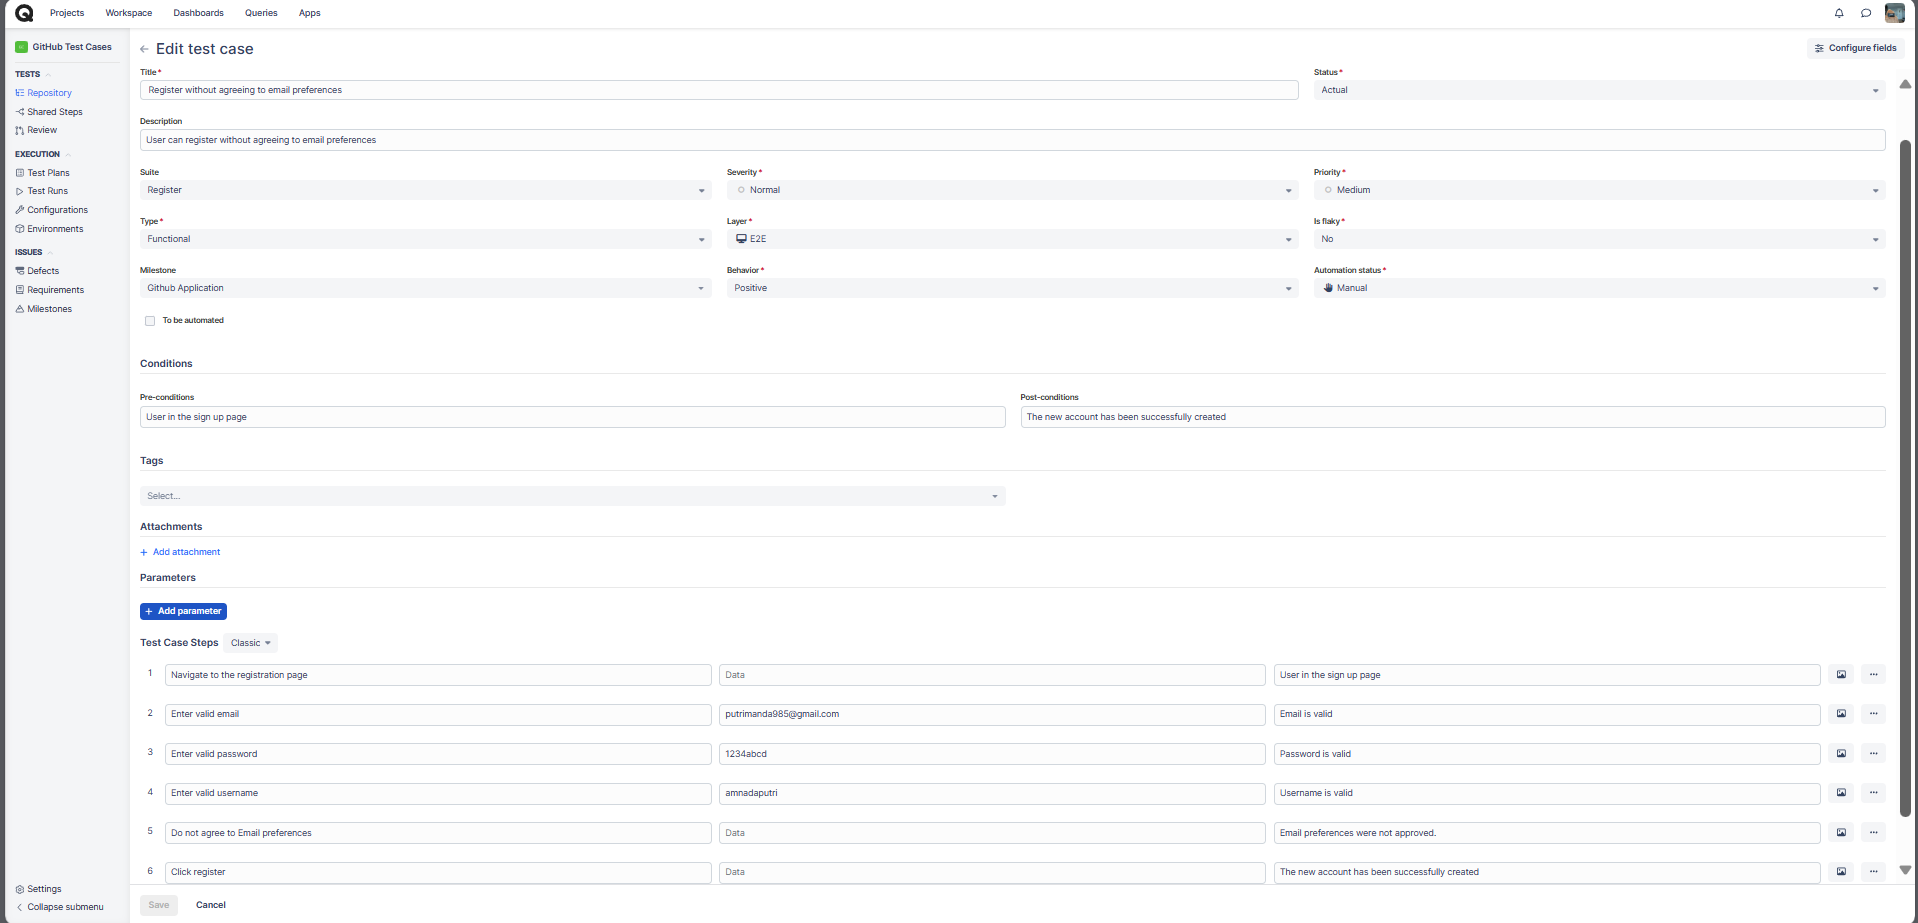 Projects Workspace Dashboards Queries Apps
GitHub Test Cases
TESTS
Repository
Shared Steps
Review
EXECUTION
Test Plans
Test Runs
Configurations
Environments
ISSUES
Defects
Requirements
Milestones
Settings
Collapse submenu
Edit test case
Configure fields
Title*
Status*
Register without agreeing to email preferences
Actual
Description
User can register without agreeing to email preferences
Suite
Severity*
Priority*
Register
Normal
Medium
Type*
Layer*
Is flaky*
Functional
E2E
No
Milestone
Behavior*
Automation status*
Github Application
Positive
Manual
To be automated
Conditions
Pre-conditions
Post-conditions
User in the sign up page
The new account has been successfully created
Tags
Select...
Attachments
+ Add attachment
Parameters
+ Add parameter
Test Case Steps Classic
1 Navigate to the registration page Data User in the sign up page
2 Enter valid email putrimanda985@gmail.com Email is valid
3 Enter valid password 1234abcd Password is valid
4 Enter valid username amnadaputri Username is valid
5 Do not agree to Email preferences Data Email preferences were not approved.
6 Click register Data The new account has been successfully created
Save Cancel